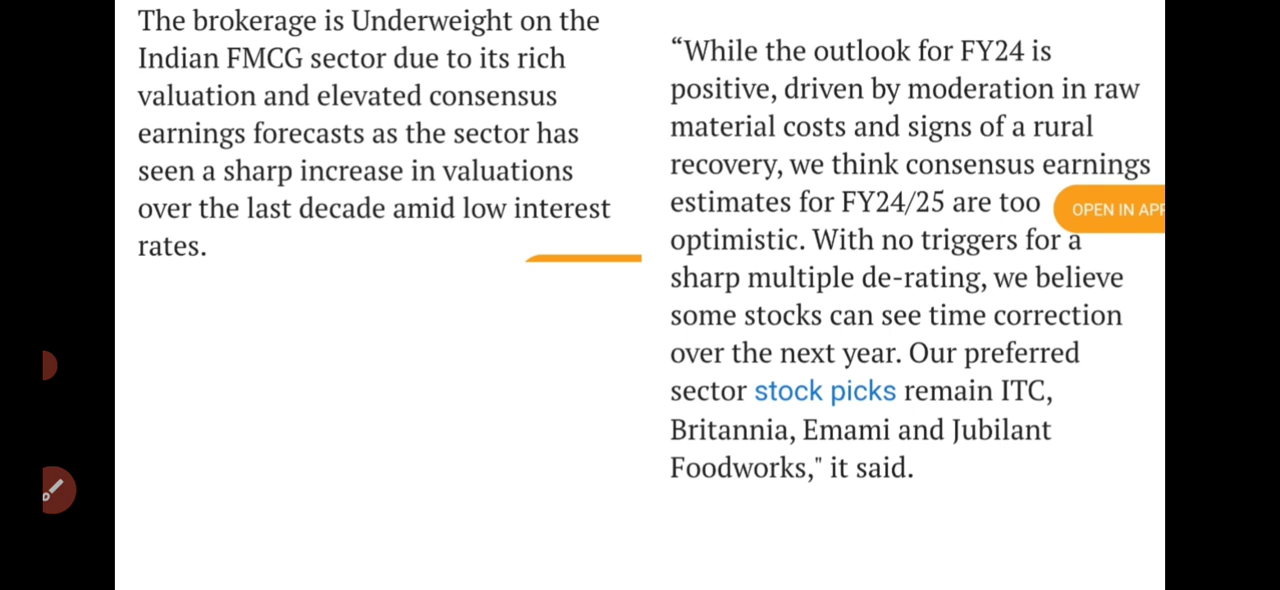 The brokerage is Underweight on the
Indian FMCG sector due to its rich
valuation and elevated consensus
earnings forecasts as the sector has
seen a sharp increase in valuations
over the last decade amid low interest
rates.
“While the outlook for FY24 is
positive, driven by moderation in raw
material costs and signs of a rural
recovery, we think consensus earnings
estimates for FY24/25 are too
OPEN IN AP
optimistic. With no triggers for a
sharp multiple de-rating, we believe
some stocks can see time correction
over the next year. Our preferred
sector stock picks remain ITC,
Britannia, Emami and Jubilant
Foodworks," it said.